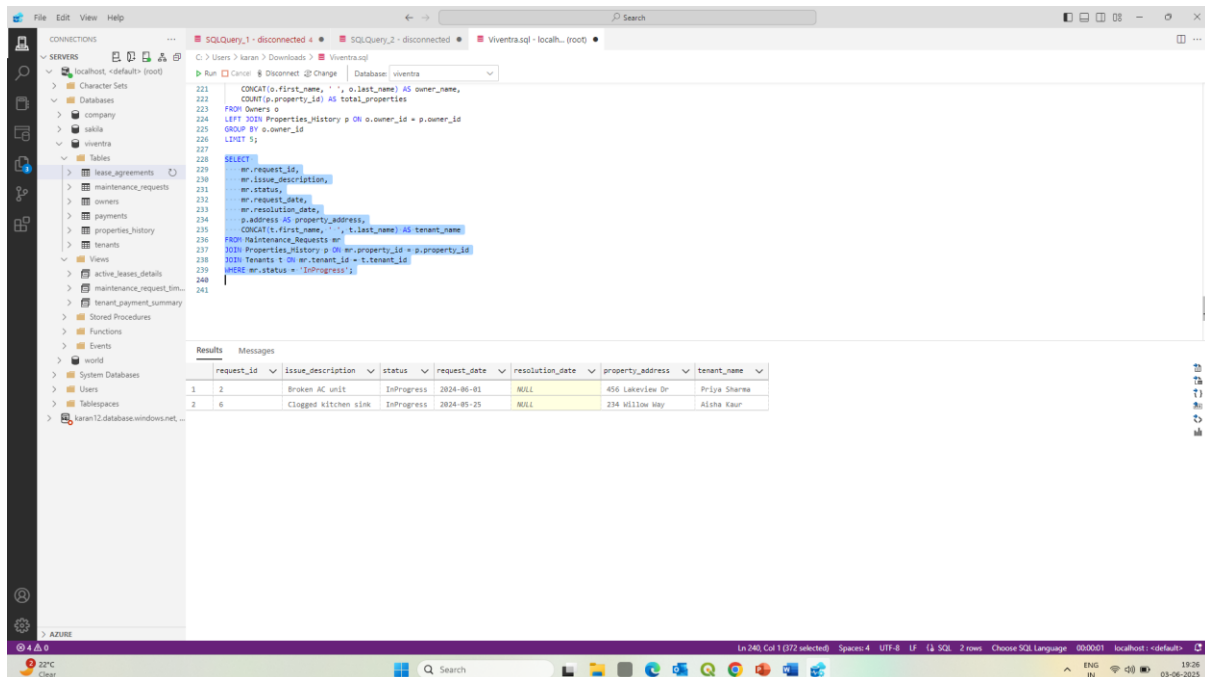 File Edit View Help
Search
CONNECTIONS
SQLQuery_1 - disconnected 4
SQLQuery_2 - disconnected
Viventra.sql - localh... (root)
SERVERS
C: > Users > karan > Downloads > Viventra.sql
Run Cancel Disconnect Change Database: viventra
localhost, <default> (root)
Character Sets
Databases
company
sakila
viventra
Tables
lease_agreements
maintenance_requests
owners
payments
properties_history
tenants
Views
active_leases_details
maintenance_request_tim...
tenant_payment_summary
Stored Procedures
Functions
Events
world
System Databases
Users
Tablespaces
karan12.database.windows.net, ...
AZURE
221 CONCAT(o.first_name, ' ', o.last_name) AS owner_name,
222 COUNT(p.property_id) AS total_properties
223 FROM Owners o
224 LEFT JOIN Properties_History p ON o.owner_id = p.owner_id
225 GROUP BY o.owner_id
226 LIMIT 5;
227
228 SELECT
229 mr.request_id,
230 mr.issue_description,
231 mr.status,
232 mr.request_date,
233 mr.resolution_date,
234 p.address AS property_address,
235 CONCAT(t.first_name, ' ', t.last_name) AS tenant_name
236 FROM Maintenance_Requests mr
237 JOIN Properties_History p ON mr.property_id = p.property_id
238 JOIN Tenants t ON mr.tenant_id = t.tenant_id
239 WHERE mr.status = 'InProgress';
240
241
Results Messages
request_id issue_description status request_date resolution_date property_address tenant_name
1 2 Broken AC unit InProgress 2024-06-01 NULL 456 Lakeview Dr Priya Sharma
2 6 Clogged kitchen sink InProgress 2024-05-25 NULL 234 Willow Way Aisha Kaur
4 0 Ln 240, Col 1 (372 selected) Spaces: 4 UTF-8 LF SQL 2 rows Choose SQL Language 00:00:01 localhost : <default>
2 22°C
Clear
Search
ENG
IN
19:26
03-06-2025